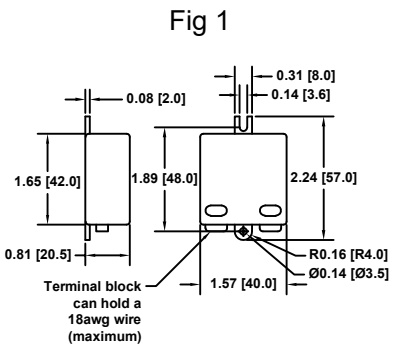 Fig 1
0.31 [8.0]
0.08 [2.0]
0.14 [3.6]
1.65 [42.0]
1.89 [48.0]
2.24 [57.0]
0.81 [20.5]
R0.16 [R4.0]
Ø0.14 [Ø3.5]
1.57 [40.0]
Terminal block
can hold a
18awg wire
(maximum)